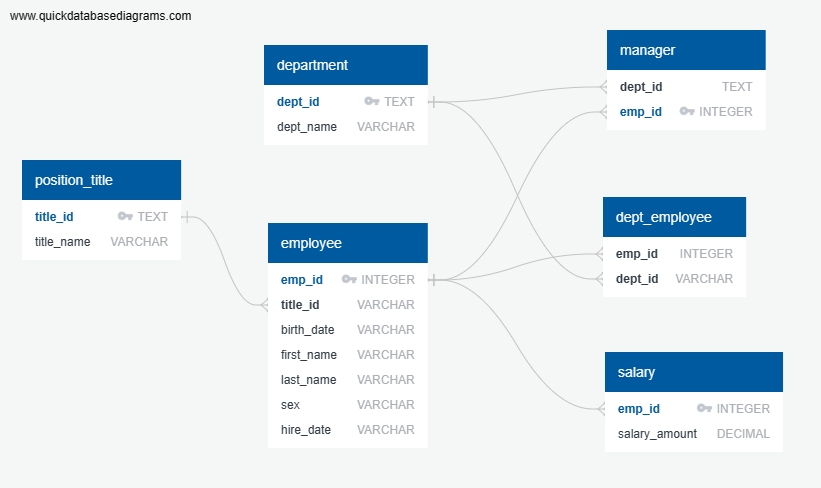 www.quickdatabasediagrams.com
department
dept_id TEXT
dept_name VARCHAR
manager
dept_id TEXT
emp_id INTEGER
position_title
title_id TEXT
title_name VARCHAR
employee
emp_id INTEGER
title_id VARCHAR
birth_date VARCHAR
first_name VARCHAR
last_name VARCHAR
sex VARCHAR
hire_date VARCHAR
dept_employee
emp_id INTEGER
dept_id VARCHAR
salary
emp_id INTEGER
salary_amount DECIMAL